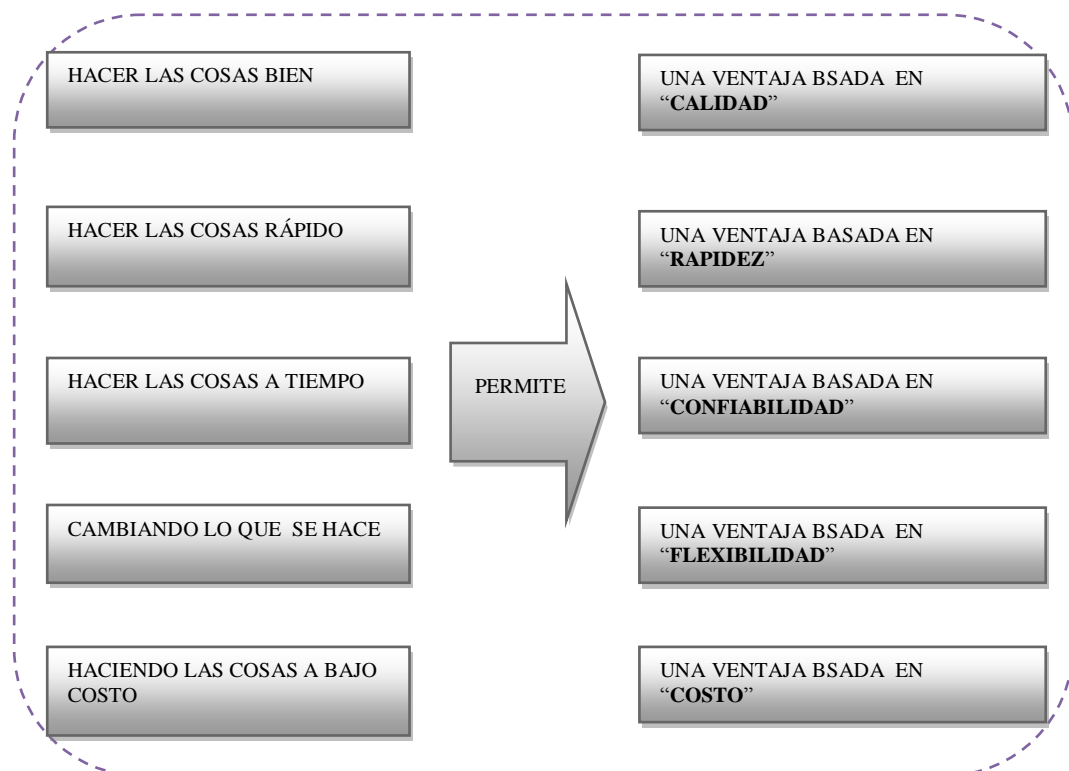 HACER LAS COSAS BIEN
UNA VENTAJA BSADA EN
“CALIDAD”
HACER LAS COSAS RÁPIDO
UNA VENTAJA BASADA EN
“RAPIDEZ”
HACER LAS COSAS A TIEMPO
PERMITE
UNA VENTAJA BASADA EN
“CONFIABILIDAD”
CAMBIANDO LO QUE SE HACE
UNA VENTAJA BSADA EN
“FLEXIBILIDAD”
HACIENDO LAS COSAS A BAJO
COSTO
UNA VENTAJA BSADA EN
“COSTO”